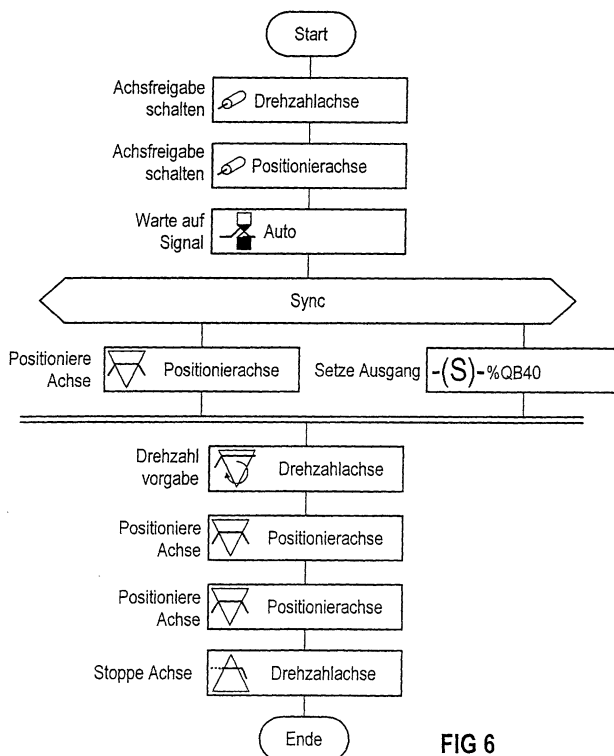 Start
Achsfreigabe
schalten
Drehzahlachse
Achsfreigabe
schalten
Positionierachse
Warte auf
Signal
Auto
Sync
Positioniere
Achse
Positionierachse
Setze Ausgang
-(S)-%QB40
Drehzahl
vorgabe
Drehzahlachse
Positioniere
Achse
Positionierachse
Positioniere
Achse
Positionierachse
Stoppe Achse
Drehzahlachse
Ende
FIG 6